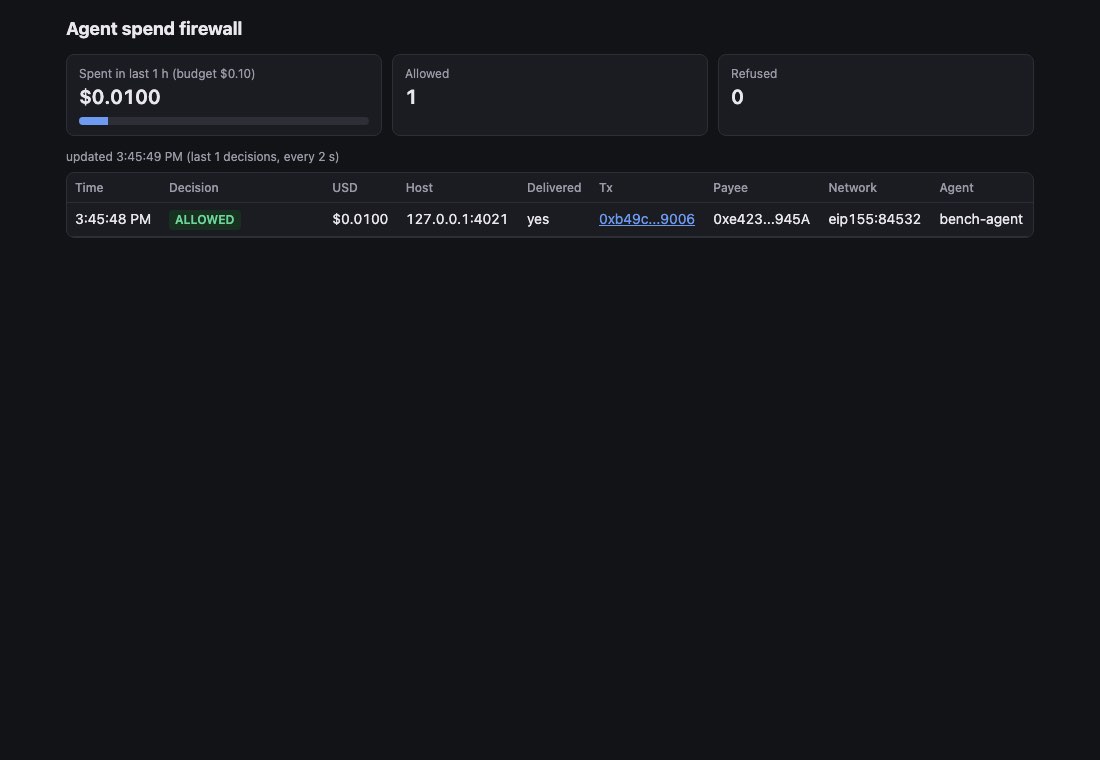 Agent spend firewall
Spent in last 1 h (budget $0.10)
$0.0100
Allowed
1
Refused
0
updated 3:45:49 PM (last 1 decisions, every 2 s)
Time Decision USD Host Delivered Tx Payee Network Agent
3:45:48 PM ALLOWED $0.0100 127.0.0.1:4021 yes 0xb49c...9006 0xe423...945A eip155:84532 bench-agent